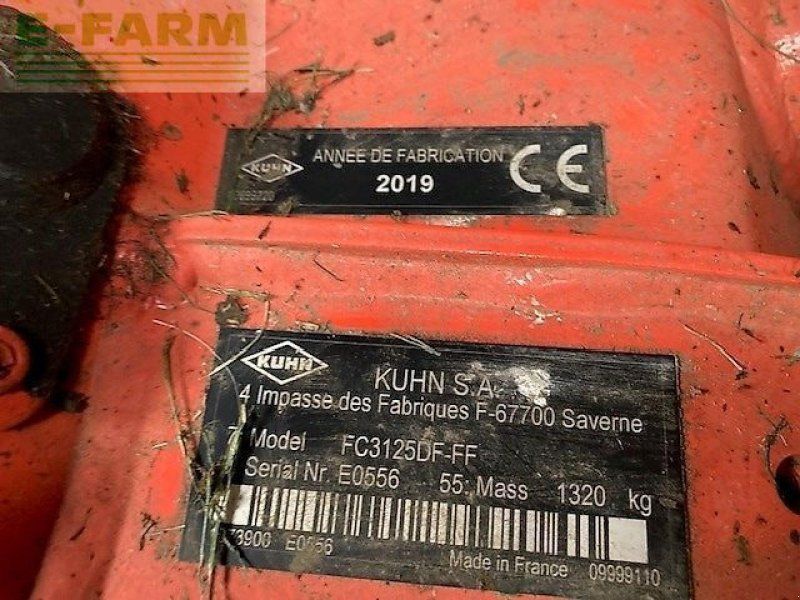 E-FARM
KUHN
ANNEE DE FABRICATION
2019
CE
KUHN
KUHN S.A.
4 Impasse des Fabriques F-67700 Saverne
Model FC3125DF-FF
Serial Nr. E0556 55: Mass 1320 kg
Made in France 09999110